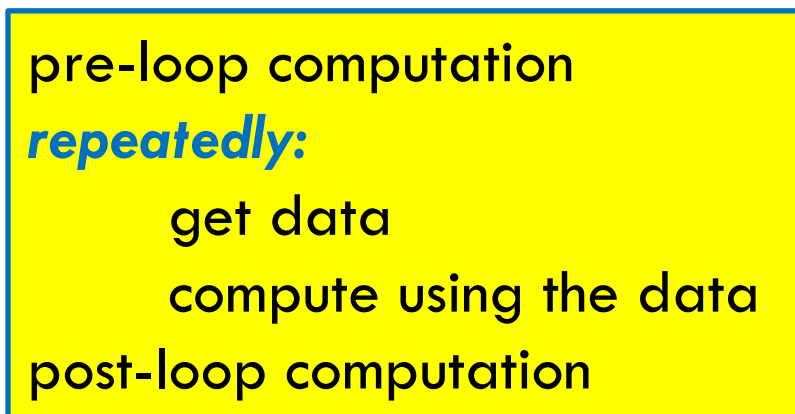 pre-loop computation
repeatedly:
get data
compute using the data
post-loop computation